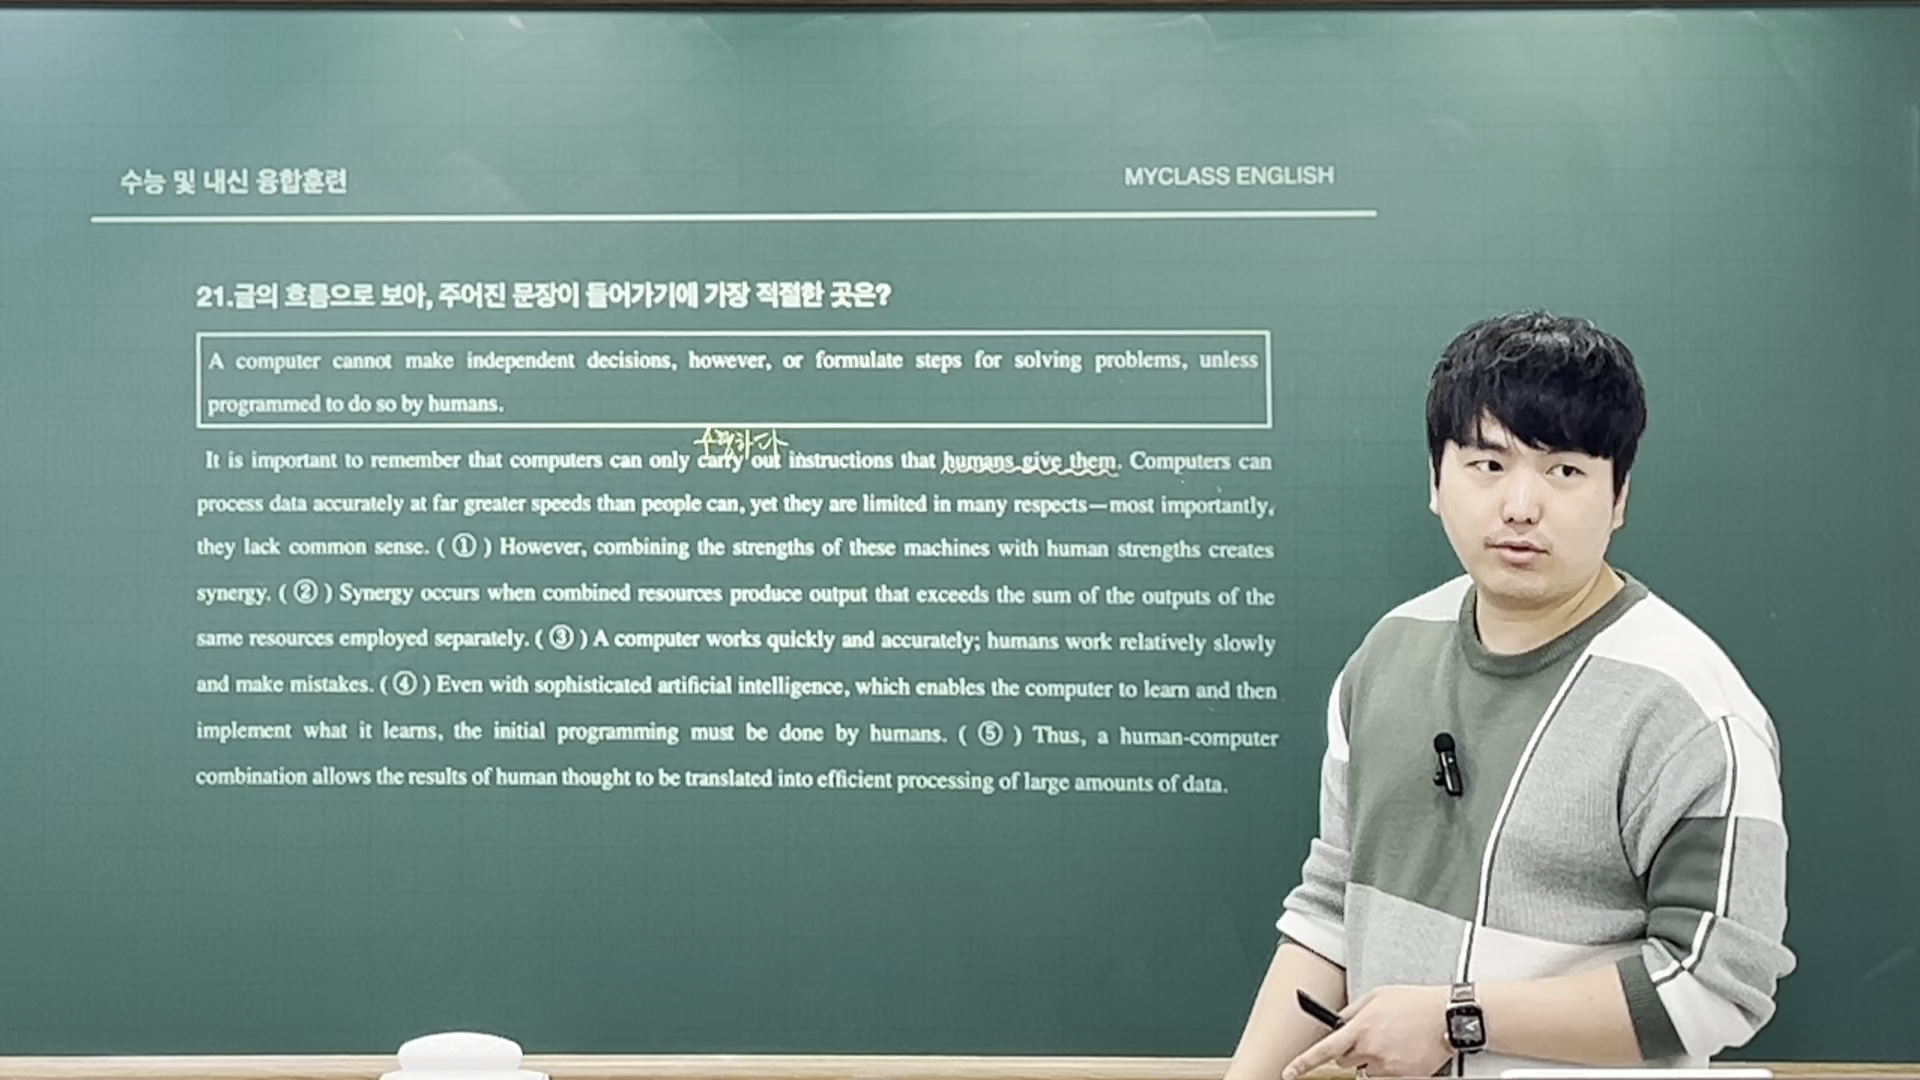 수능 및 내신 융합훈련
MYCLASS ENGLISH
21.글의 흐름으로 보아, 주어진 문장이 들어가기에 가장 적절한 곳은?
A computer cannot make independent decisions, however, or formulate steps for solving problems, unless
programmed to do so by humans.
수행하다
It is important to remember that computers can only carry out instructions that humans give them. Computers can
process data accurately at far greater speeds than people can, yet they are limited in many respects—most importantly,
they lack common sense. ( ① ) However, combining the strengths of these machines with human strengths creates
synergy. ( ② ) Synergy occurs when combined resources produce output that exceeds the sum of the outputs of the
same resources employed separately. ( ③ ) A computer works quickly and accurately; humans work relatively slowly
and make mistakes. ( ④ ) Even with sophisticated artificial intelligence, which enables the computer to learn and then
implement what it learns, the initial programming must be done by humans. ( ⑤ ) Thus, a human-computer
combination allows the results of human thought to be translated into efficient processing of large amounts of data.